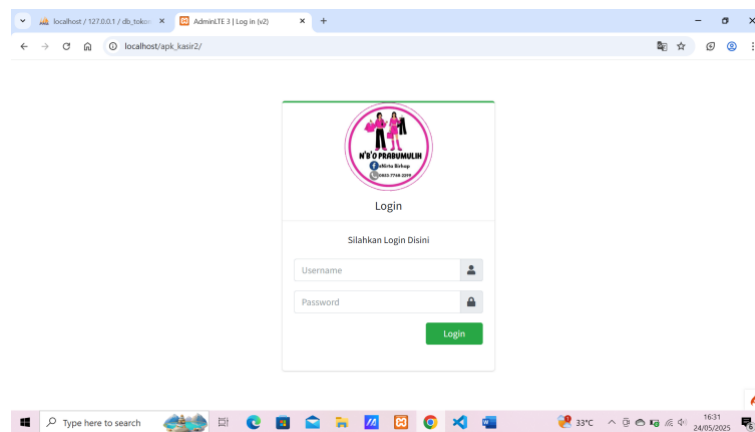 localhost / 127.0.0.1 / db_tokon
AdminLTE 3 | Log in (v2)
localhost/apk_kasir2/
N'B'O PRABUMULIH
Login
Silahkan Login Disini
Username
Password
Login
Type here to search
33°C
16:31
24/05/2025